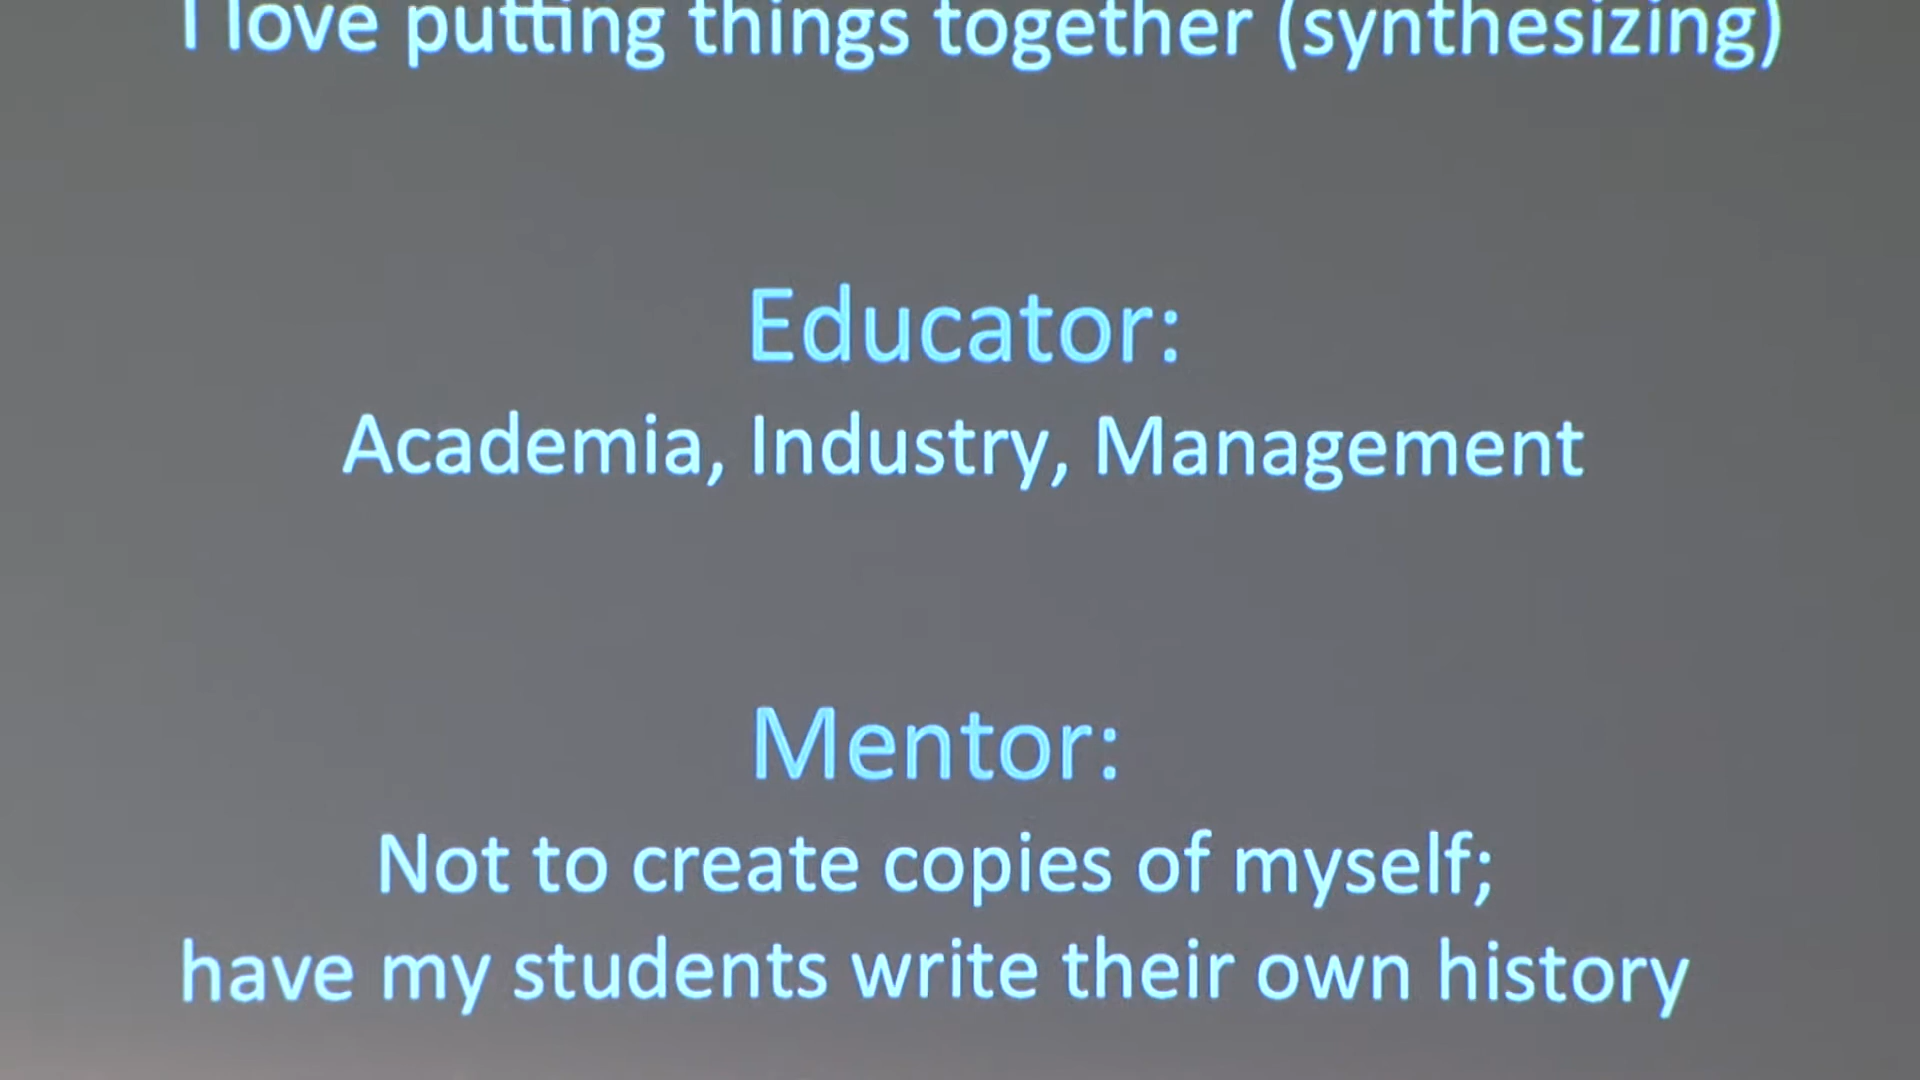 I love putting things together (synthesizing)
Educator:
Academia, Industry, Management
Mentor:
Not to create copies of myself;
have my students write their own history